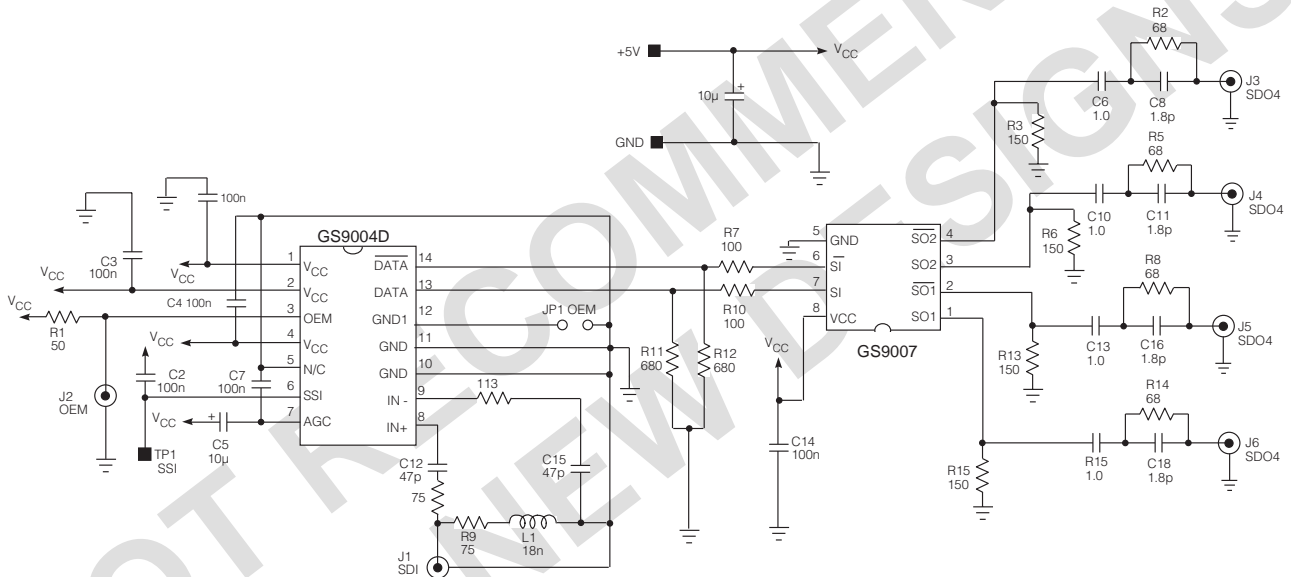 R2
68
+5V
VCC
10µ
+
C6
1.0
C8
1.8p
J3
SDO4
R3
150
GND
R5
68
C10
1.0
C11
1.8p
J4
SDO4
R6
150
100n
C3
100n
VCC
VCC
GS9004D
1
VCC
2
VCC
3
OEM
4
VCC
5
N/C
6
SSI
7
AGC
14
DATA
13
DATA
12
GND1
11
GND
10
GND
9
IN -
8
IN+
VCC
R1
50
C4 100n
VCC
C2
100n
C7
100n
J2
OEM
VCC
+
C5
10µ
TP1
SSI
R7
100
R10
100
JP1 OEM
R11
680
R12
680
113
C12
47p
75
C15
47p
R9
75
L1
18n
J1
SDI
5
GND
6
SI
7
SI
8
VCC
SO2
4
SO2
3
SO1
2
SO1
1
GS9007
VCC
C14
100n
R8
68
C13
1.0
C16
1.8p
J5
SDO4
R13
150
R14
68
R15
1.0
C18
1.8p
J6
SDO4
R15
150
NOT RECOMMEN
NEW DESIGNS